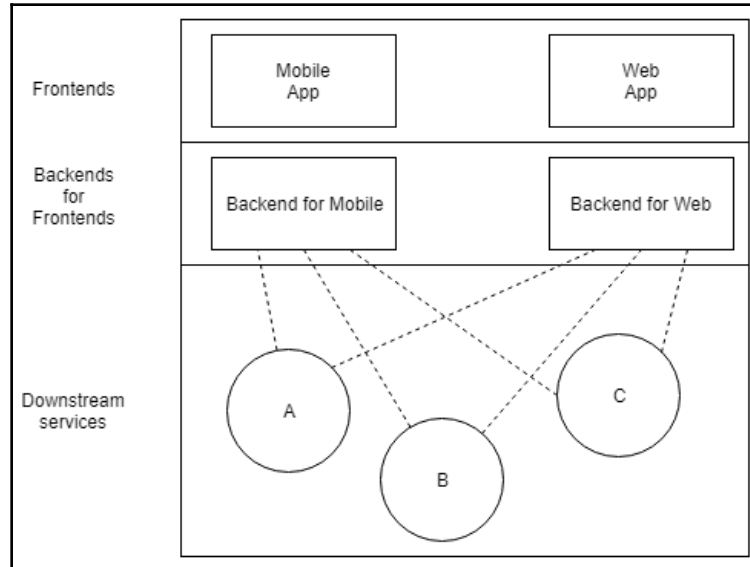 Frontends
Mobile
App
Web
App
Backends
for
Frontends
Backend for Mobile
Backend for Web
Downstream
services
A
B
C